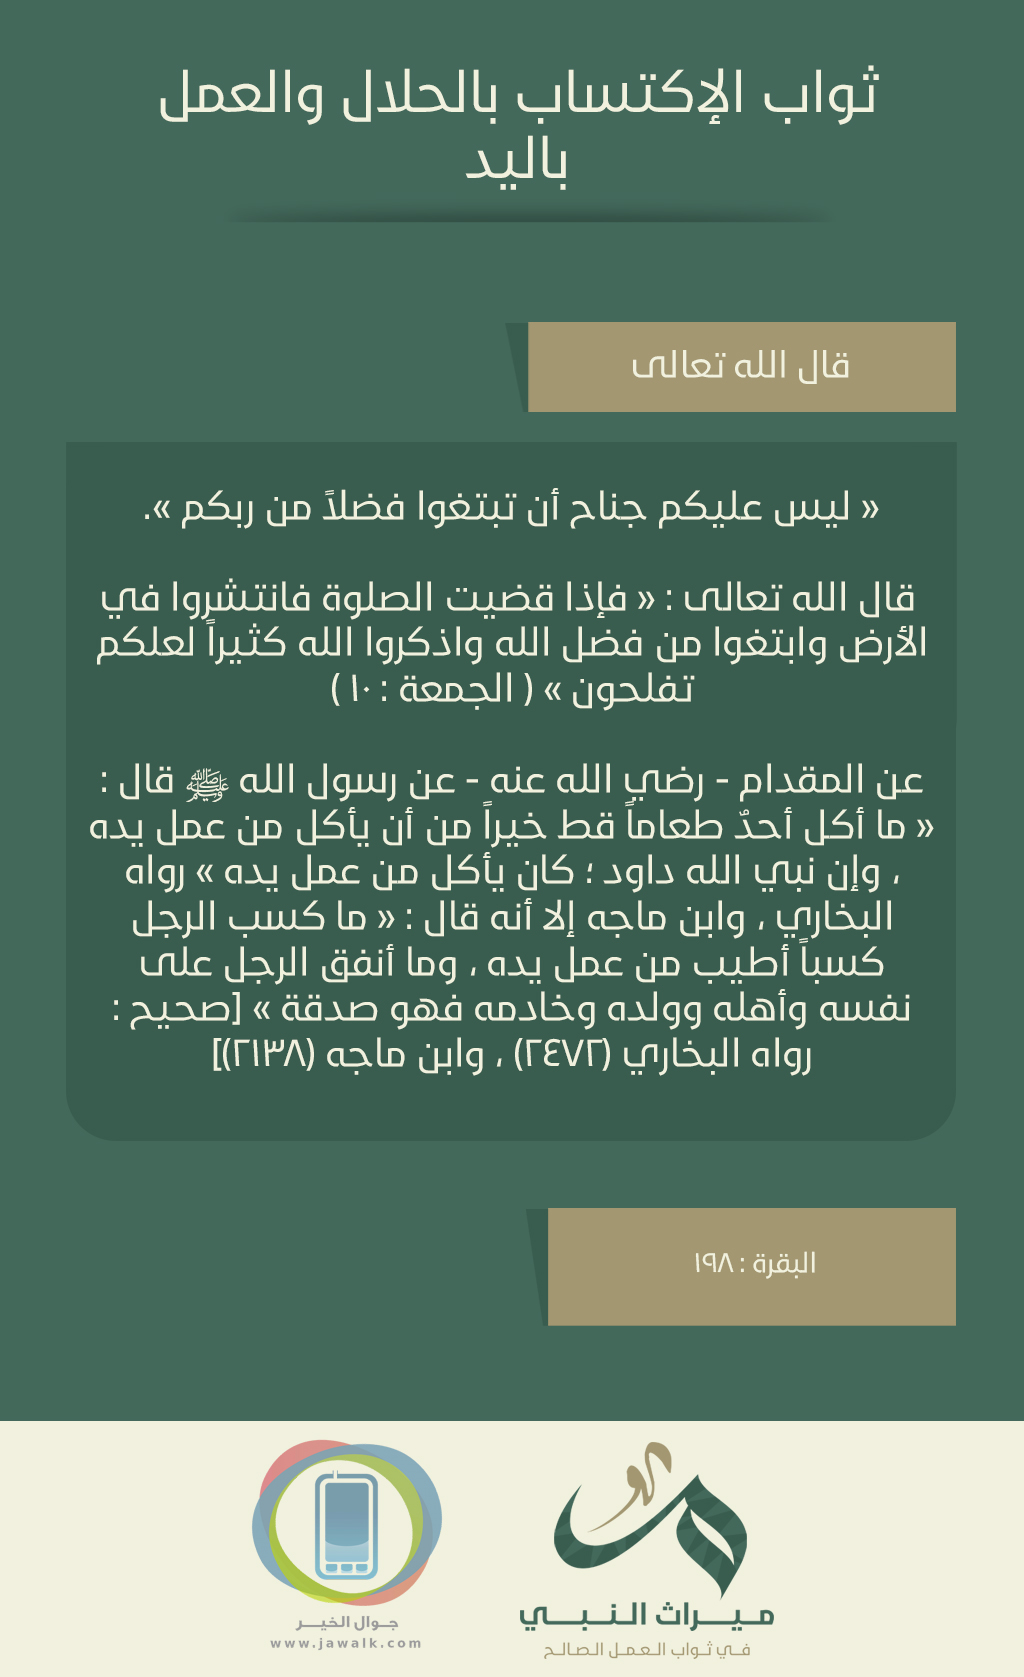 ثواب الإكتساب بالحلال والعمل
باليد
قال الله تعالى
« ليس عليكم جناح أن تبتغوا فضلاً من ربكم ».
قال الله تعالى : « فإذا قضيت الصلوة فانتشروا في
الأرض وابتغوا من فضل الله واذكروا الله كثيراً لعلكم
تفلحون » ( الجمعة : ١٠ )
عن المقدام - رضي الله عنه - عن رسول الله ﷺ قال :
« ما أكل أحدٌ طعاماً قط خيراً من أن يأكل من عمل يده
، وإن نبي الله داود ؛ كان يأكل من عمل يده » رواه
البخاري ، وابن ماجه إلا أنه قال : « ما كسب الرجل
كسباً أطيب من عمل يده ، وما أنفق الرجل على
نفسه وأهله وولده وخادمه فهو صدقة » [صحيح :
رواه البخاري (٢٤٧٢) ، وابن ماجه (٢١٣٨)]
البقرة : ١٩٨
ميراث النبي
في ثواب العمل الصالح
جوال الخير
www.jawalk.com